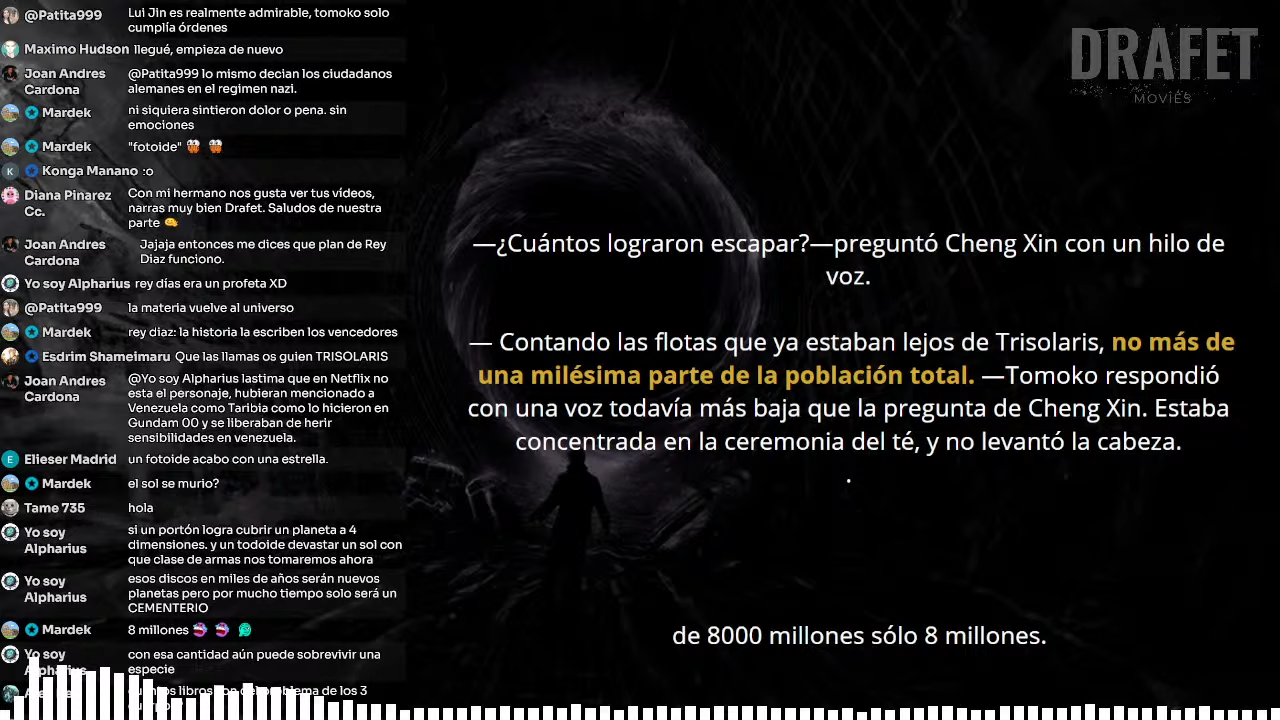 @Patita999 Lui Jin es realmente admirable, tomoko solo
cumplía órdenes
Maximo Hudson llegué, empieza de nuevo
Joan Andres Cardona @Patita999 lo mismo decian los ciudadanos
alemanes en el regimen nazi.
Mardek ni siquiera sintieron dolor o pena. sin
emociones
Mardek "fotoide"
K Konga Manano :o
Diana Pinarez Cc. Con mi hermano nos gusta ver tus vídeos,
narras muy bien Drafet. Saludos de nuestra
parte
Joan Andres Cardona Jajaja entonces me dices que plan de Rey
Diaz funciono.
Yo soy Alpharius rey días era un profeta XD
@Patita999 la materia vuelve al universo
Mardek rey diaz: la historia la escriben los vencedores
Esdrim Shameimaru Que las llamas os guien TRISOLARIS
Joan Andres Cardona @Yo soy Alpharius lastima que en Netflix no
esta el personaje, hubieran mencionado a
Venezuela como Taribia como lo hicieron en
Gundam 00 y se liberaban de herir
sensibilidades en venezuela.
E Elieser Madrid un fotoide acabo con una estrella.
Mardek el sol se murio?
Tame 735 hola
Yo soy Alpharius si un portón logra cubrir un planeta a 4
dimensiones. y un todoide devastar un sol con
que clase de armas nos tomaremos ahora
Yo soy Alpharius esos discos en miles de años serán nuevos
planetas pero por mucho tiempo solo será un
CEMENTERIO
Mardek 8 millones
Yo soy con esa cantidad aún puede sobrevivir una
especie
libros de los 3
DRAFET
MOVIES
—¿Cuántos lograron escapar?—preguntó Cheng Xin con un hilo de
voz.
— Contando las flotas que ya estaban lejos de Trisolaris, no más de
una milésima parte de la población total. —Tomoko respondió
con una voz todavía más baja que la pregunta de Cheng Xin. Estaba
concentrada en la ceremonia del té, y no levantó la cabeza.
.
de 8000 millones sólo 8 millones.